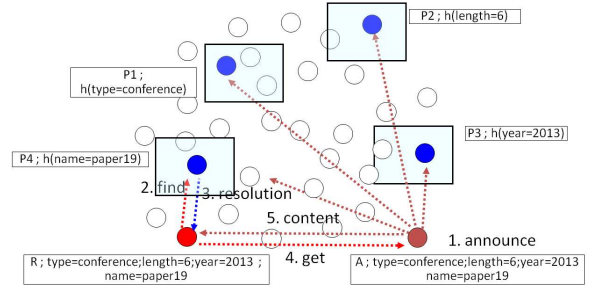 P2 ; h(length=6)
P1 ;
h(type=conference)
P3 ; h(year=2013)
P4 ; h(name=paper19)
2. find
3. resolution
5. content
1. announce
4. get
R ; type=conference;length=6;year=2013 ;
name=paper19
A ; type=conference;length=6;year=2013
name=paper19